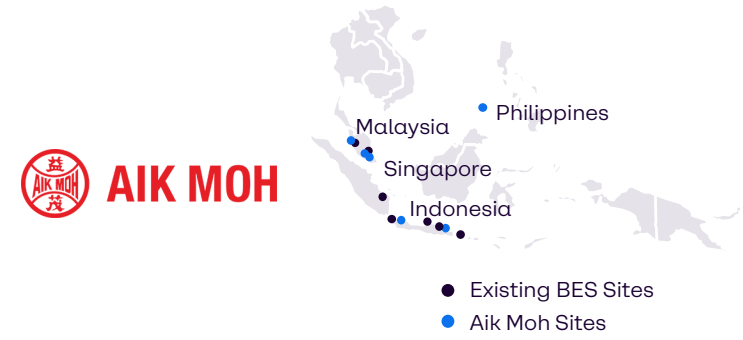 益
AIK MOH
茂
AIK MOH
Philippines
Malaysia
Singapore
Indonesia
Existing BES Sites
Aik Moh Sites